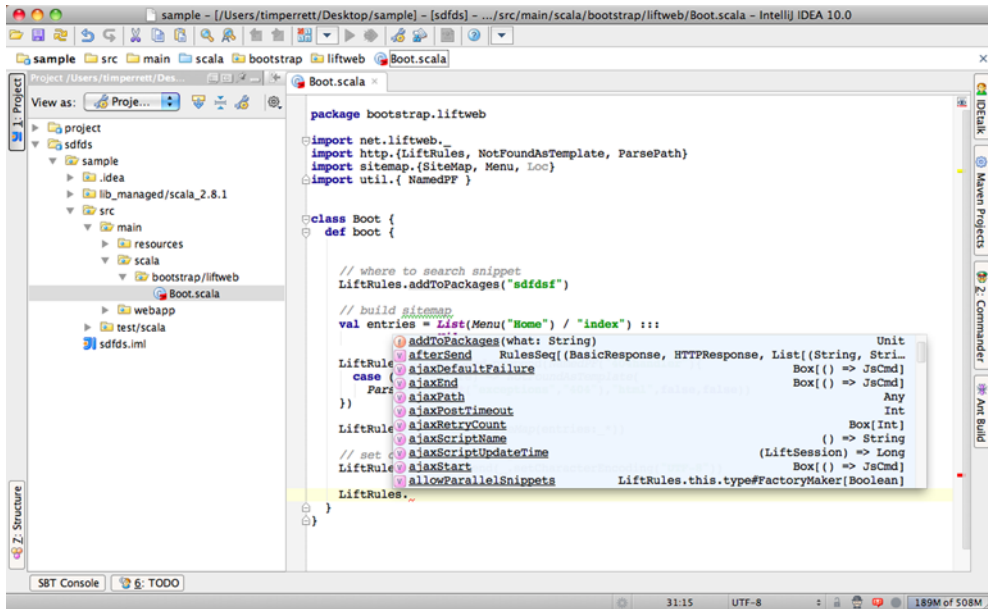 sample – [/Users/timperrett/Desktop/sample] – [sdfds] – .../src/main/scala/bootstrap/liftweb/Boot.scala – IntelliJ IDEA 10.0
sample src main scala bootstrap liftweb Boot.scala
Project /Users/timperrett/Des...
View as: Proje...
project
sdfds
sample
.idea
lib_managed/scala_2.8.1
src
main
resources
scala
bootstrap/liftweb
Boot.scala
webapp
test/scala
sdfds.iml
1: Project
Z: Structure
Boot.scala
package bootstrap.liftweb
import net.liftweb._
import http.{LiftRules, NotFoundAsTemplate, ParsePath}
import sitemap.{SiteMap, Menu, Loc}
import util.{ NamedPF }
class Boot {
def boot {
// where to search snippet
LiftRules.addToPackages("sdfdsf")
// build sitemap
val entries = List(Menu("Home") / "index") :::
LiftRule
case (
Pars
})
LiftRule
// set c
LiftRule
LiftRules.
}
}
addToPackages(what: String) Unit
afterSend RulesSeq[(BasicResponse, HTTPResponse, List[(String, Stri...
ajaxDefaultFailure Box[() => JsCmd]
ajaxEnd Box[() => JsCmd]
ajaxPath Any
ajaxPostTimeout Int
ajaxRetryCount Box[Int]
ajaxScriptName () => String
ajaxScriptUpdateTime (LiftSession) => Long
ajaxStart Box[() => JsCmd]
allowParallelSnippets LiftRules.this.type#FactoryMaker[Boolean]
IDEtalk
Maven Projects
2: Commander
Ant Build
SBT Console 6: TODO
31:15 UTF-8 189M of 508M